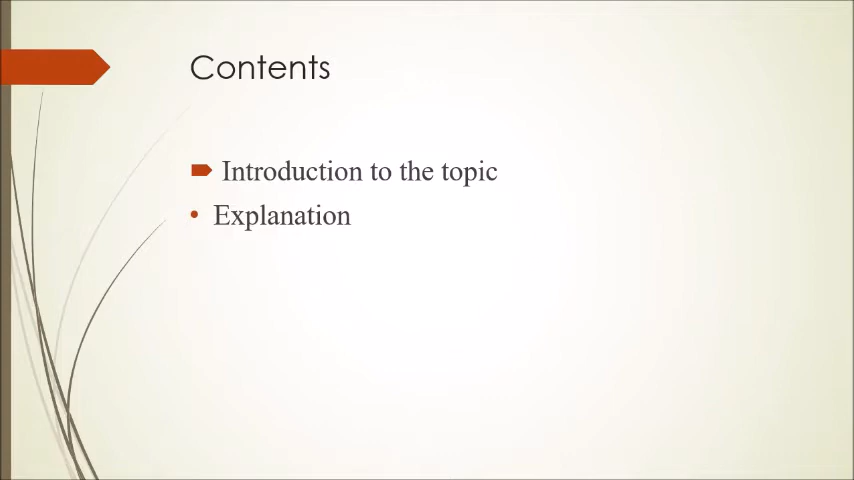 Contents
Introduction to the topic
• Explanation